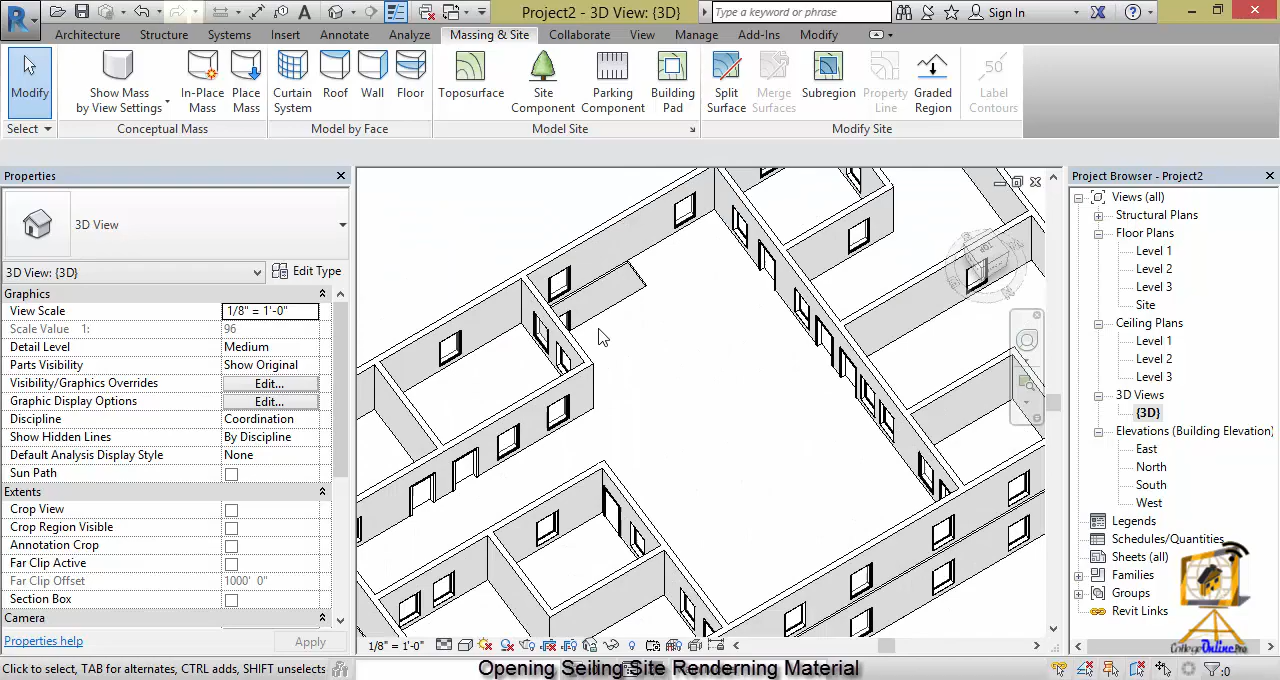 Project2 - 3D View: {3D}
Type a keyword or phrase
Sign In
Architecture Structure Systems Insert Annotate Analyze Massing & Site Collaborate View Manage Add-Ins Modify
Modify
Show Mass
by View Settings
In-Place
Mass
Place
Mass
Curtain
System
Roof
Wall
Floor
Toposurface
Site
Component
Parking
Component
Building
Pad
Split
Surface
Merge
Surfaces
Subregion
Property
Line
Graded
Region
50
Label
Contours
Select
Conceptual Mass
Model by Face
Model Site
Modify Site
Properties
3D View
3D View: {3D}
Edit Type
Graphics
View Scale 1/8" = 1'-0"
Scale Value 1: 96
Detail Level Medium
Parts Visibility Show Original
Visibility/Graphics Overrides Edit...
Graphic Display Options Edit...
Discipline Coordination
Show Hidden Lines By Discipline
Default Analysis Display Style None
Sun Path
Extents
Crop View
Crop Region Visible
Annotation Crop
Far Clip Active
Far Clip Offset 1000' 0"
Section Box
Camera
Properties help
Apply
Project Browser - Project2
Views (all)
Structural Plans
Floor Plans
Level 1
Level 2
Level 3
Site
Ceiling Plans
Level 1
Level 2
Level 3
3D Views
{3D}
Elevations (Building Elevation)
East
North
South
West
Legends
Schedules/Quantities
Sheets (all)
Families
Groups
Revit Links
CollegeOnline.Pro
1/8" = 1'-0"
Click to select, TAB for alternates, CTRL adds, SHIFT unselects
Opening Seiling Site Rendernning Material
:0